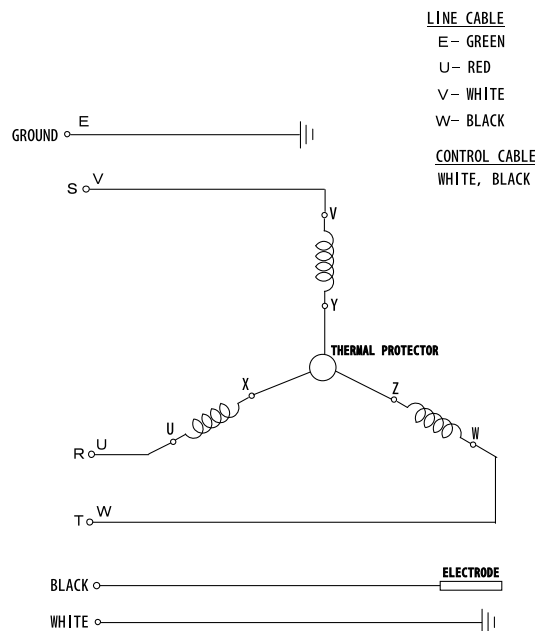 LINE CABLE
E- GREEN
U- RED
V- WHITE
W- BLACK
CONTROL CABLE
WHITE, BLACK
GROUND E
S V
V
Y
THERMAL PROTECTOR
X
Z
U
W
R U
T W
BLACK
ELECTRODE
WHITE